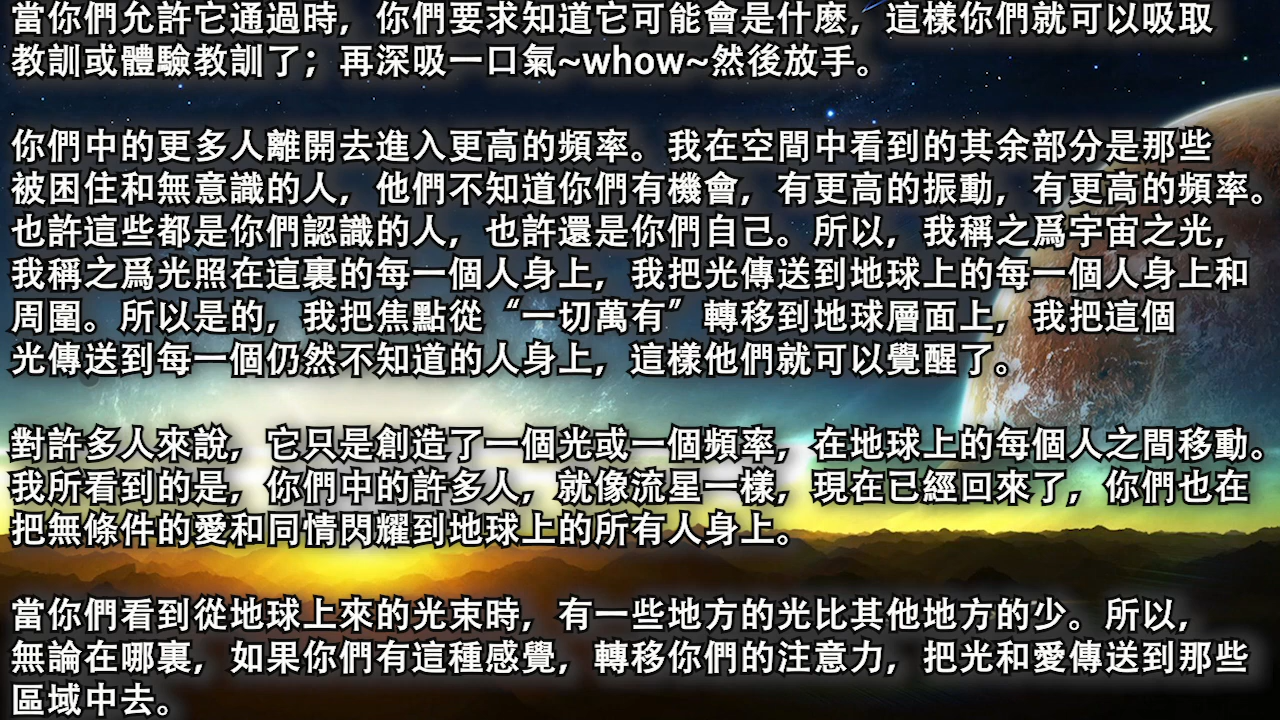 當你們允許它通過時，你們要求知道它可能會是什麽，這樣你們就可以吸取
教訓或體驗教訓了；再深吸一口氣~whow~然後放手。
你們中的更多人離開去進入更高的頻率。我在空間中看到的其余部分是那些
被困住和無意識的人，他們不知道你們有機會，有更高的振動，有更高的頻率。
也許這些都是你們認識的人，也許還是你們自己。所以，我稱之爲宇宙之光，
我稱之爲光照在這裏的每一個人身上，我把光傳送到地球上的每一個人身上和
周圍。所以是的，我把焦點從“一切萬有”轉移到地球層面上，我把這個
光傳送到每一個仍然不知道的人身上，這樣他們就可以覺醒了。
對許多人來說，它只是創造了一個光或一個頻率，在地球上的每個人之間移動。
我所看到的是，你們中的許多人，就像流星一樣，現在已經回來了，你們也在
把無條件的愛和同情閃耀到地球上的所有人身上。
當你們看到從地球上來的光束時，有一些地方的光比其他地方的少。所以，
無論在哪裏，如果你們有這種感覺，轉移你們的注意力，把光和愛傳送到那些
區域中去。